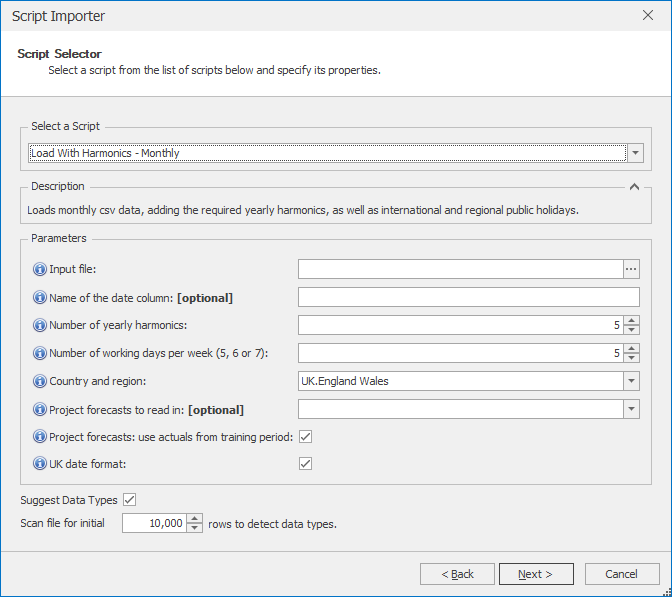 Script Importer
Script Selector
Select a script from the list of scripts below and specify its properties.
Select a Script
Load With Harmonics - Monthly
Description
Loads monthly csv data, adding the required yearly harmonics, as well as international and regional public holidays.
Parameters
Input file:
Name of the date column: [optional]
Number of yearly harmonics: 5
Number of working days per week (5, 6 or 7): 5
Country and region: UK.England Wales
Project forecasts to read in: [optional]
Project forecasts: use actuals from training period:
UK date format:
Suggest Data Types
Scan file for initial 10,000 rows to detect data types.
< Back Next > Cancel